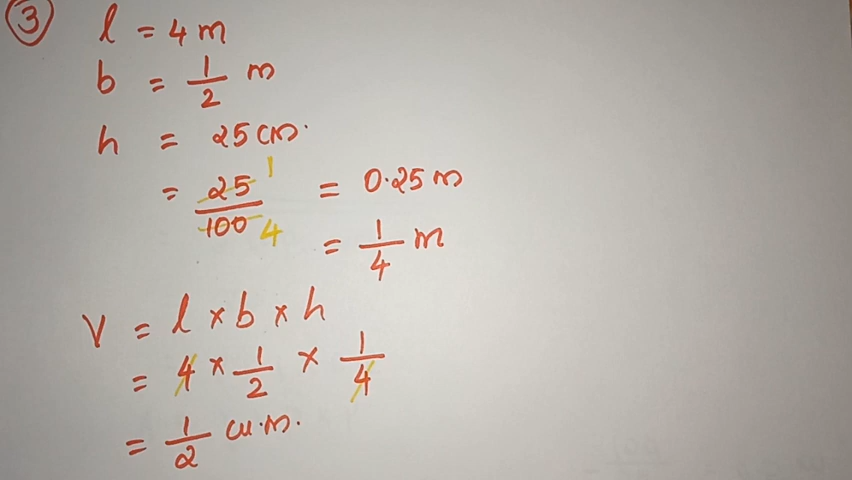 3 l = 4 m
b = 1/2 m
h = 25 cm.
= 25/100 1 4 = 0.25 m
= 1/4 m
V = l × b × h
= 4 × 1/2 × 1/4
= 1/2 cu.m.